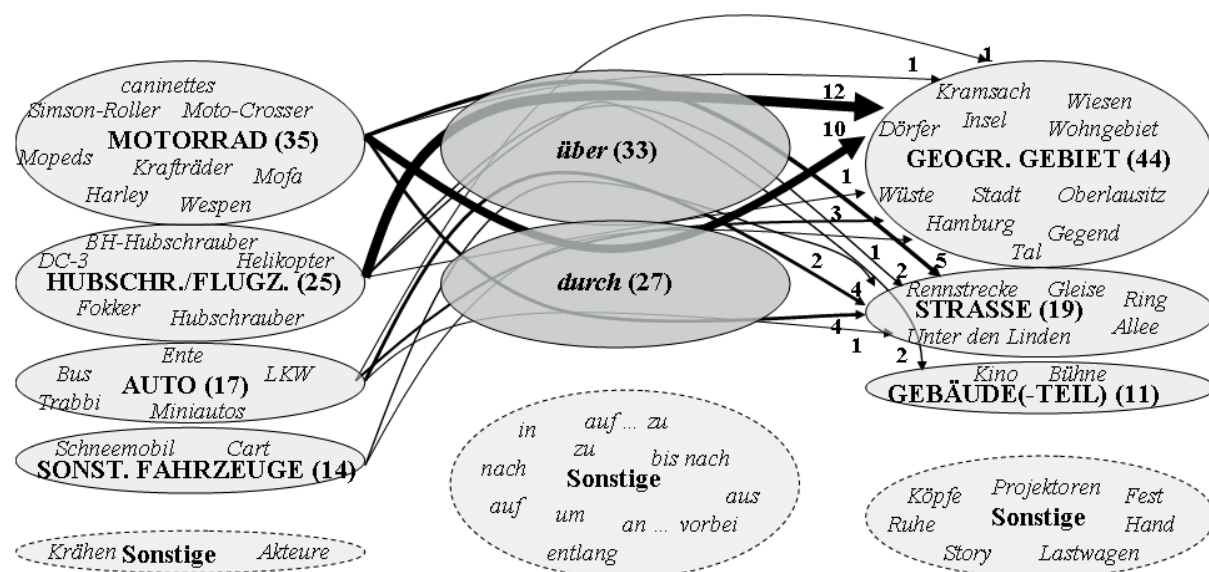 caninettes
Simson-Roller Moto-Crosser
MOTORRAD (35)
Mopeds Krafträder Mofa
Harley Wespen
BH-Hubschrauber
DC-3 Helikopter
HUBSCHR./FLUGZ. (25)
Fokker Hubschrauber
Ente
Bus AUTO (17) LKW
Trabbi Miniautos
Schneemobil Cart
SONST. FAHRZEUGE (14)
Krähen Sonstige Akteure
über (33)
durch (27)
in auf ... zu
nach zu bis nach
Sonstige
auf um an ... vorbei aus
entlang
1
1
12
10
1
3
2
1
2
5
4
4
1
2
Kramsach Wiesen
Dörfer Insel Wohngebiet
GEOGR. GEBIET (44)
Wüste Stadt Oberlausitz
Hamburg Gegend
Tal
Rennstrecke Gleise Ring
STRASSE (19)
Unter den Linden Allee
Kino Bühne
GEBÄUDE(-TEIL) (11)
Köpfe Projektoren Fest
Ruhe Sonstige Hand
Story Lastwagen